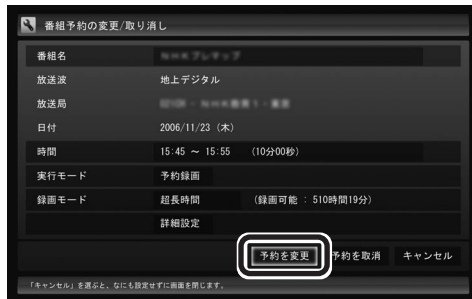 番組予約の変更/取り消し
番組名
放送波 地上デジタル
放送局
日付 2006/11/23 (木)
時間 15:45 ～ 15:55 (10分00秒)
実行モード 予約録画
録画モード 超長時間 (録画可能 : 510時間19分)
詳細設定
予約を変更 予約を取消 キャンセル
「キャンセル」を選ぶと、なにも設定せずに画面を閉じます。